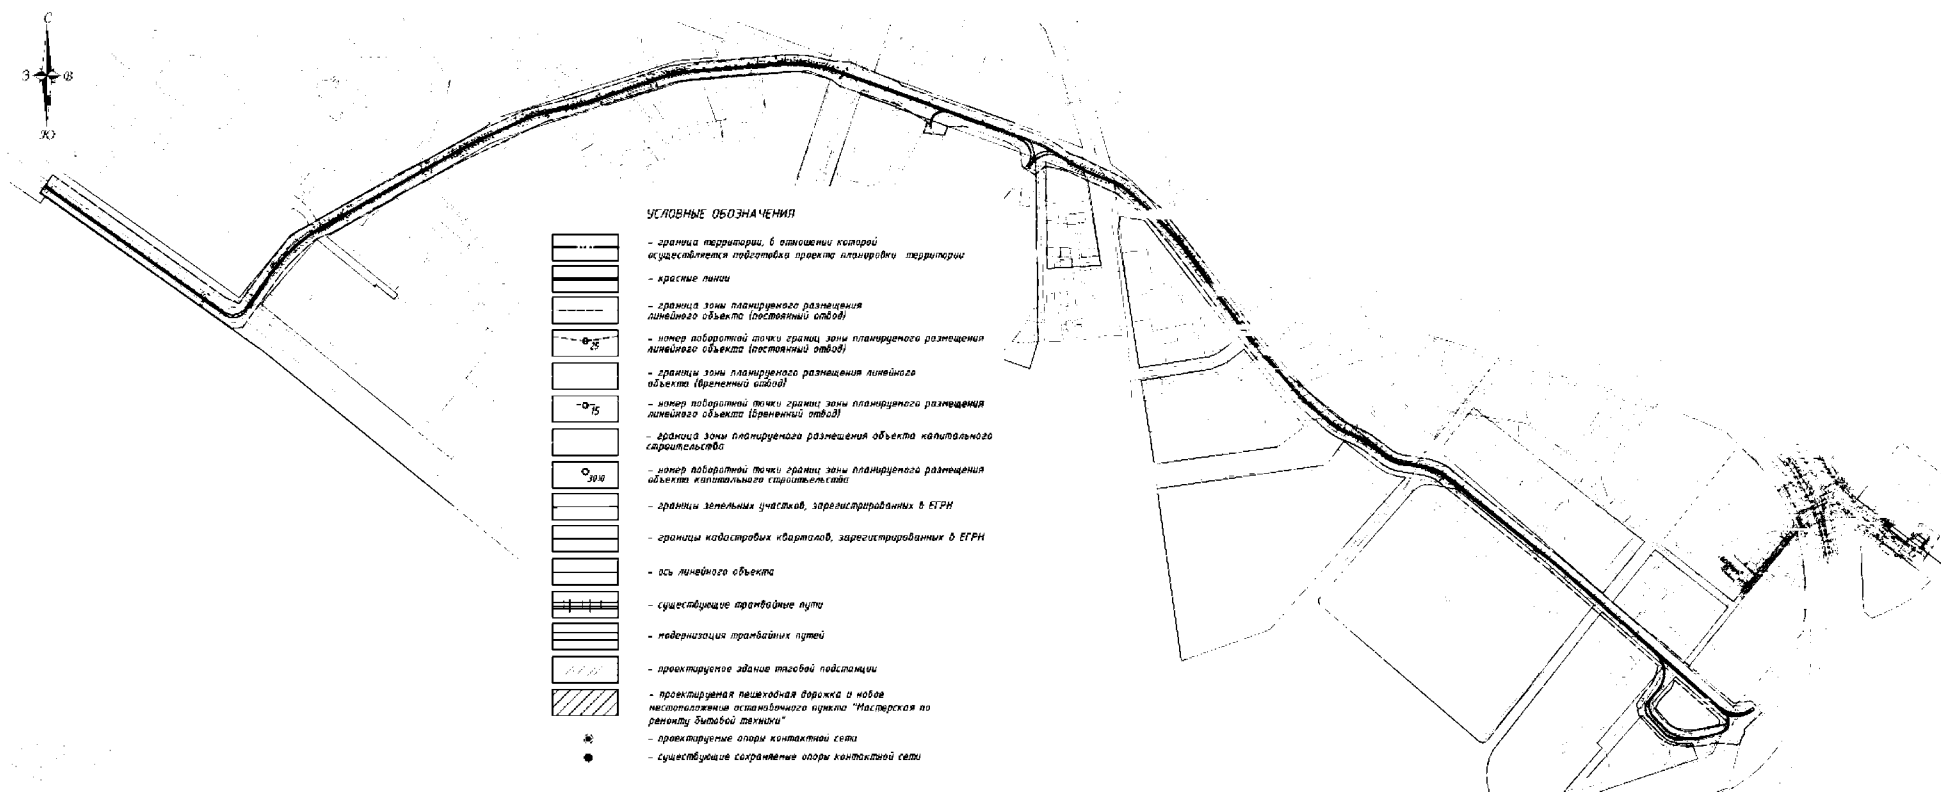 С
З В
Ю
УСЛОВНЫЕ ОБОЗНАЧЕНИЯ
- граница территории, в отношении которой
осуществляется подготовка проекта планировки территории
- красные линии
- граница зоны планируемого размещения
линейного объекта (постоянный отвод)
25
- номер поворотной точки границ зоны планируемого размещения
линейного объекта (постоянный отвод)
- границы зоны планируемого размещения линейного
объекта (временный отвод)
15
- номер поворотной точки границ зоны планируемого размещения
линейного объекта (временный отвод)
- граница зоны планируемого размещения объекта капитального
строительства
- номер поворотной точки границ зоны планируемого размещения
объекта капитального строительства
- границы земельных участков, зарегистрированных в ЕГРН
- границы кадастровых кварталов, зарегистрированных в ЕГРН
- ось линейного объекта
- существующие трамвайные пути
- модернизация трамвайных путей
- проектируемое здание тяговой подстанции
- проектируемая пешеходная дорожка и новое
местоположение остановочного пункта "Мастерская по
ремонту бытовой техники"
- проектируемые опоры контактной сети
- существующие сохраняемые опоры контактной сети